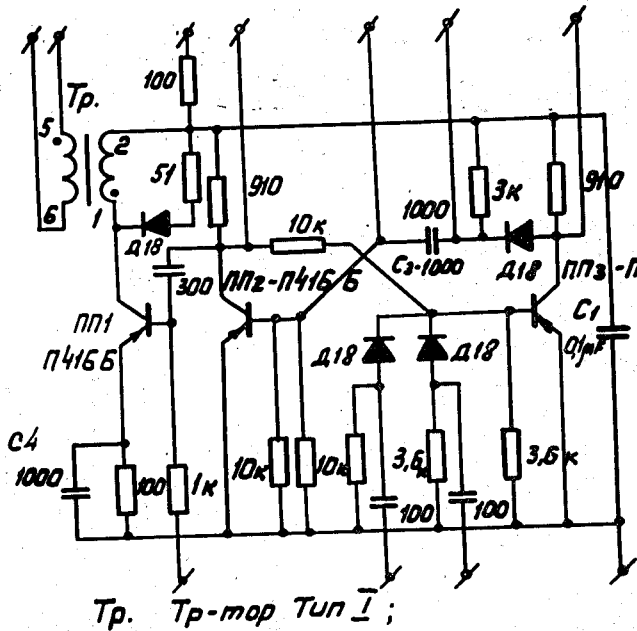 Тр.
100
5
2
6
1
51
910
Д18
300
10к
ПП2-П416Б
1000
С3-1000
3к
910
Д18
ПП3-П
С1
0,1мк
ПП1
П416Б
Б
Д18
Д18
С4
1000
100
1к
10к
10к
3,6к
3,6к
100
100
Тр. Тр-тор Тип I;